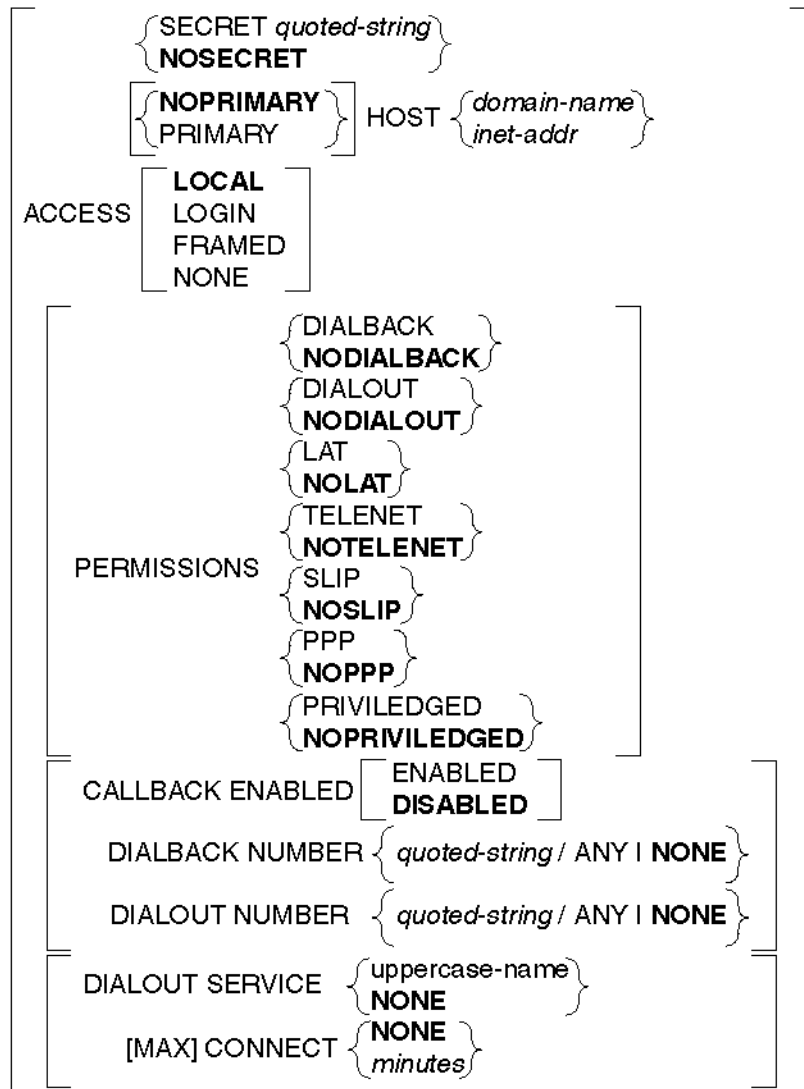 SECRET quoted-string
NOSECRET
NOPRIMARY
PRIMARY
HOST
domain-name
inet-addr
ACCESS
LOCAL
LOGIN
FRAMED
NONE
PERMISSIONS
DIALBACK
NODIALBACK
DIALOUT
NODIALOUT
LAT
NOLAT
TELENET
NOTELENET
SLIP
NOSLIP
PPP
NOPPP
PRIVILEDGED
NOPRIVILEDGED
CALLBACK ENABLED
ENABLED
DISABLED
DIALBACK NUMBER quoted-string / ANY I NONE
DIALOUT NUMBER quoted-string / ANY I NONE
DIALOUT SERVICE
uppercase-name
NONE
[MAX] CONNECT
NONE
minutes